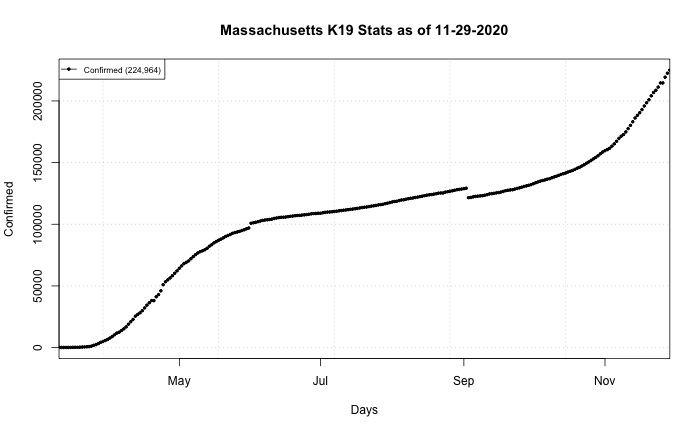 Massachusetts K19 Stats as of 11-29-2020
Confirmed (224,964)
200000
150000
100000
50000
0
Confirmed
May Jul Sep Nov
Days